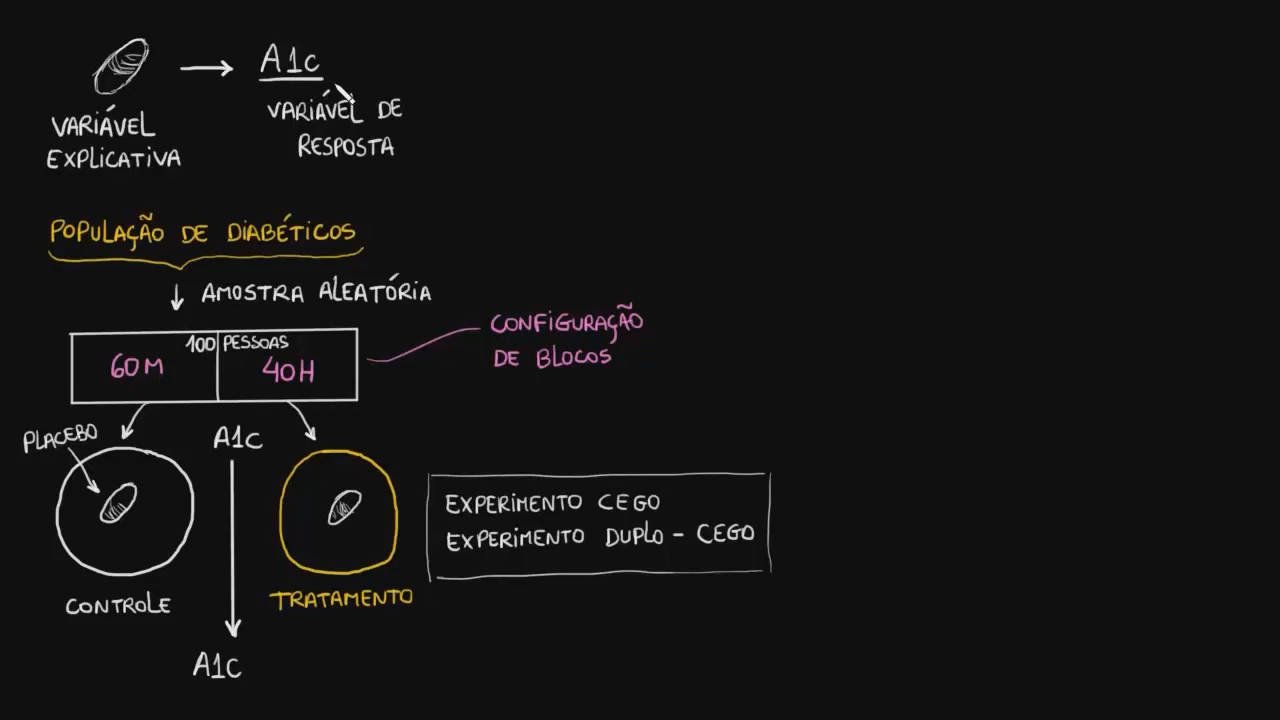 A1c
VARIÁVEL
EXPLICATIVA
VARIÁVEL DE
RESPOSTA
POPULAÇÃO DE DIABÉTICOS
AMOSTRA ALEATÓRIA
100 PESSOAS
60M
40H
CONFIGURAÇÃO
DE BLOCOS
PLACEBO
A1c
EXPERIMENTO CEGO
EXPERIMENTO DUPLO - CEGO
CONTROLE
TRATAMENTO
A1c